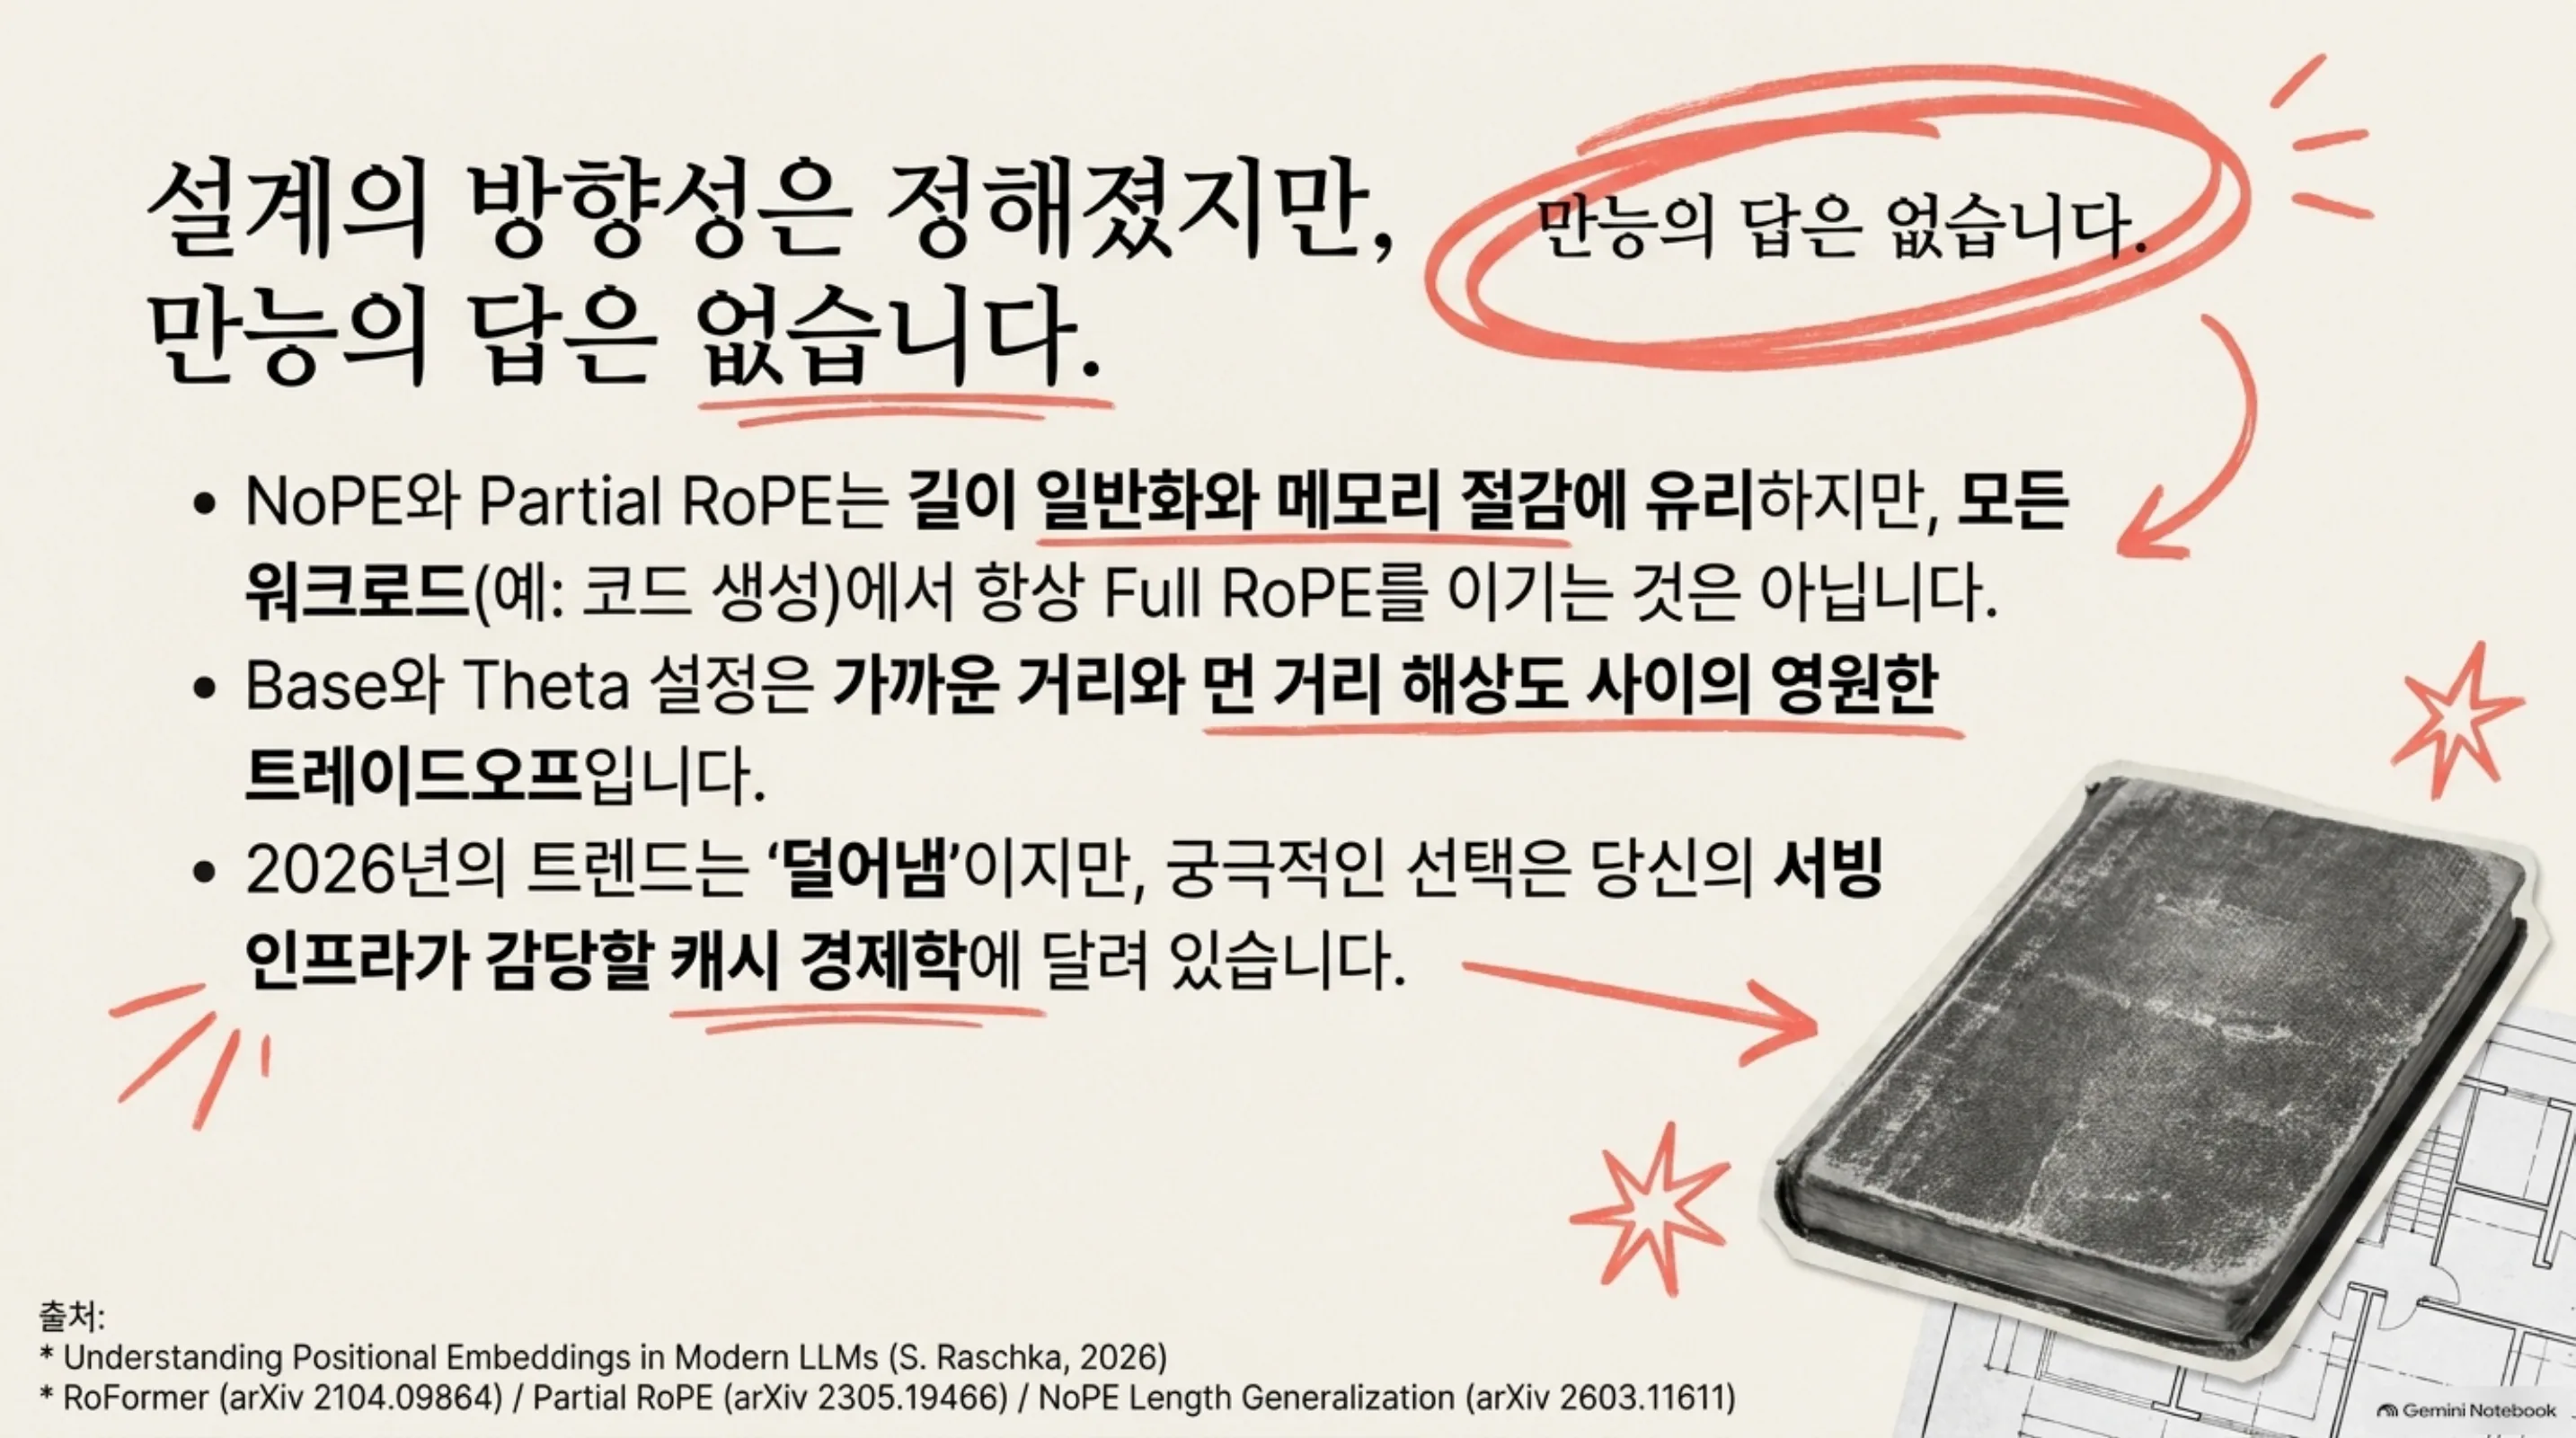 설계의 방향성은 정해졌지만,
만능의 답은 없습니다.
만능의 답은 없습니다.
• NoPE와 Partial RoPE는 길이 일반화와 메모리 절감에 유리하지만, 모든
워크로드(예: 코드 생성)에서 항상 Full RoPE를 이기는 것은 아닙니다.
• Base와 Theta 설정은 가까운 거리와 먼 거리 해상도 사이의 영원한
트레이드오프입니다.
• 2026년의 트렌드는 ‘덜어냄’이지만, 궁극적인 선택은 당신의 서빙
인프라가 감당할 캐시 경제학에 달려 있습니다.
출처:
* Understanding Positional Embeddings in Modern LLMs (S. Raschka, 2026)
* RoFormer (arXiv 2104.09864) / Partial RoPE (arXiv 2305.19466) / NoPE Length Generalization (arXiv 2603.11611)
Gemini Notebook